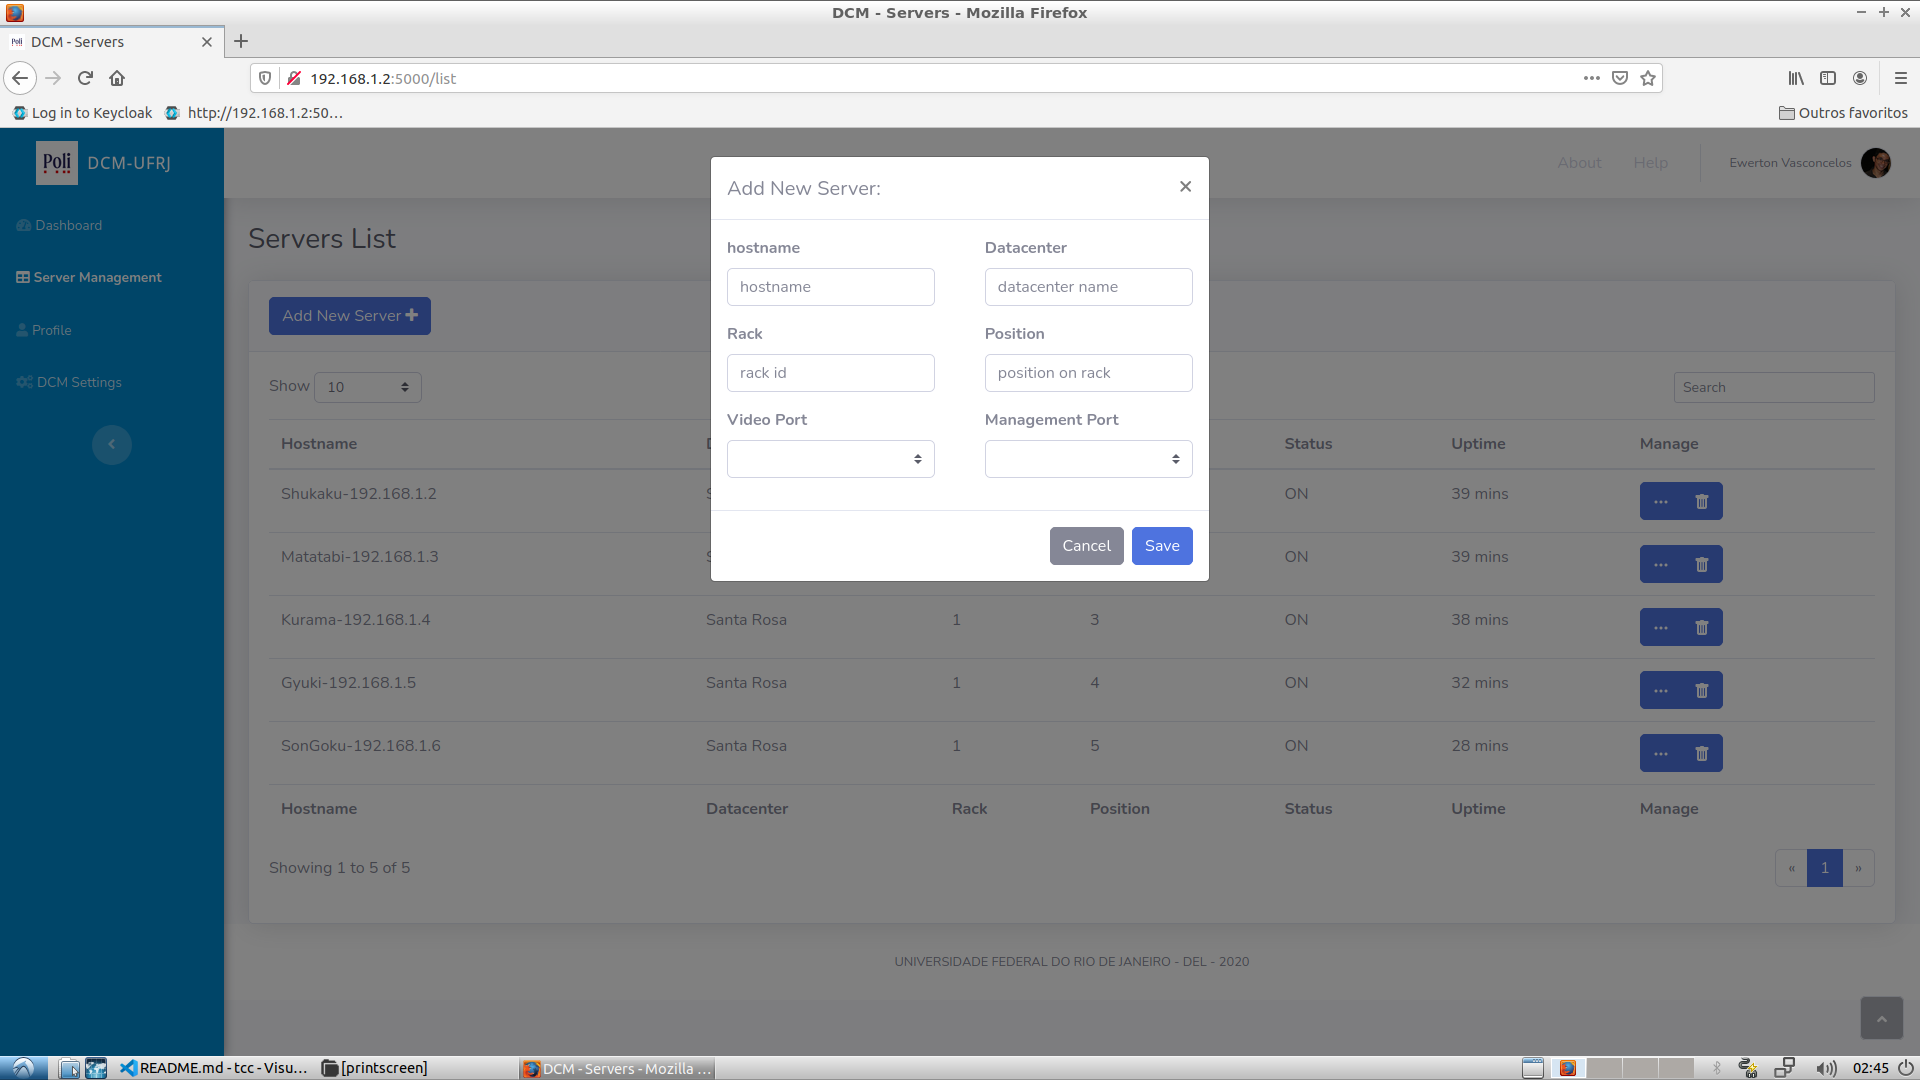 DCM - Servers - Mozilla Firefox
Poli DCM - Servers
192.168.1.2:5000/list
Log in to Keycloak http://192.168.1.2:50... Outros favoritos
Poli DCM-UFRJ
About Help Ewerton Vasconcelos
Dashboard
Server Management
Profile
DCM Settings
Servers List
Add New Server
Show 10
Search
Add New Server:
hostname Datacenter
hostname datacenter name
Rack Position
rack id position on rack
Video Port Management Port
Cancel Save
Hostname D Status Uptime Manage
Shukaku-192.168.1.2 S ON 39 mins
Matatabi-192.168.1.3 S ON 39 mins
Kurama-192.168.1.4 Santa Rosa 1 3 ON 38 mins
Gyuki-192.168.1.5 Santa Rosa 1 4 ON 32 mins
SonGoku-192.168.1.6 Santa Rosa 1 5 ON 28 mins
Hostname Datacenter Rack Position Status Uptime Manage
Showing 1 to 5 of 5
« 1 »
UNIVERSIDADE FEDERAL DO RIO DE JANEIRO - DEL - 2020
README.md - tcc - Visu... [printscreen] DCM - Servers - Mozilla ... 02:45